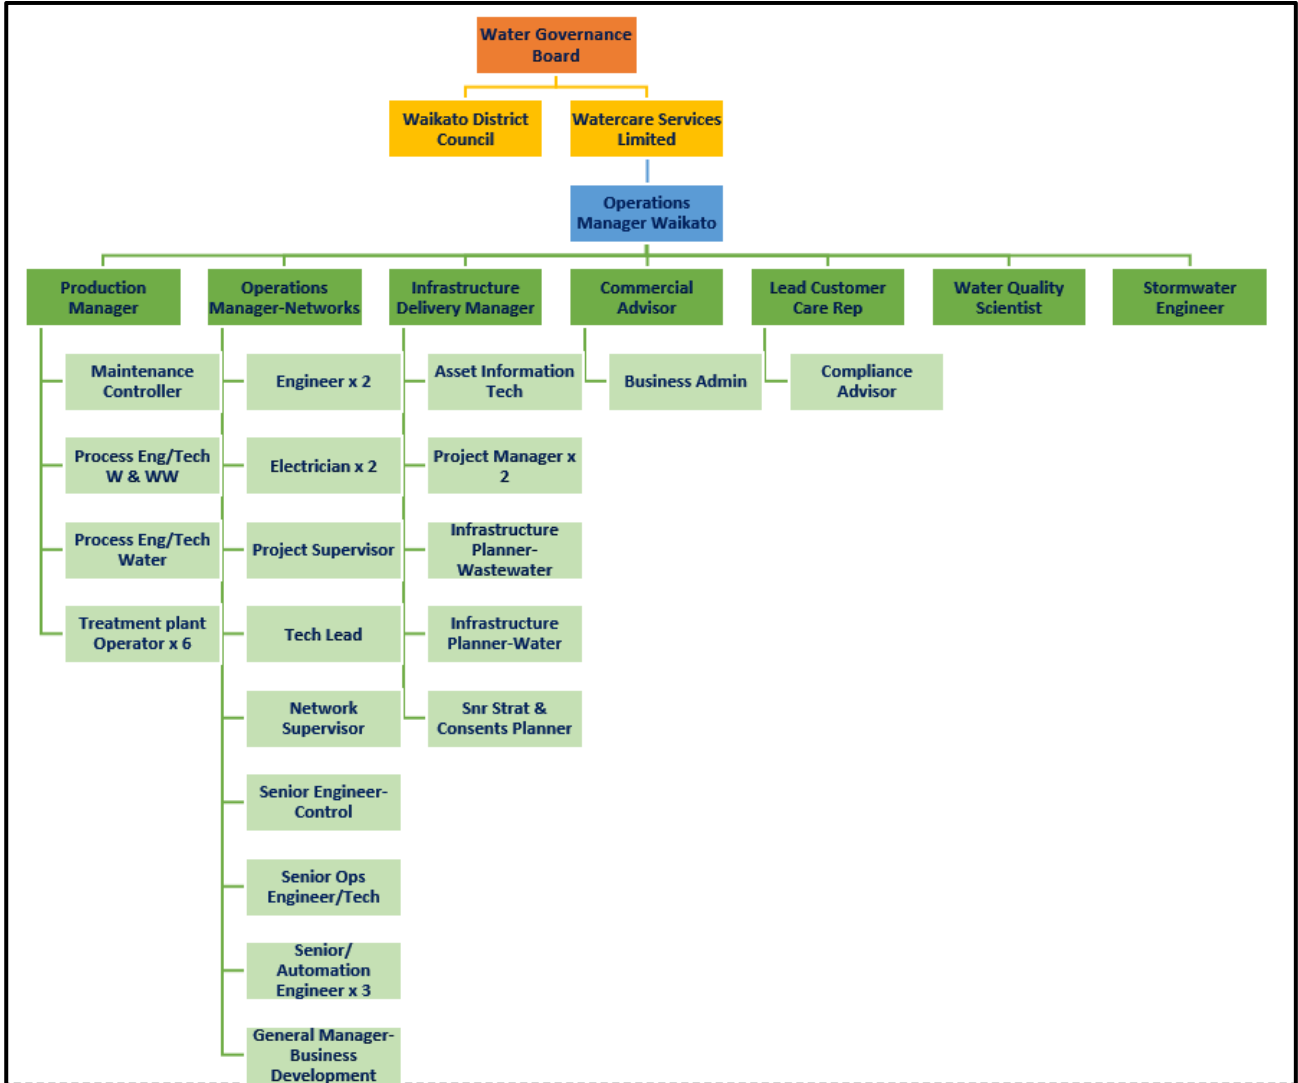 Water Governance
Board
Waikato District
Council
Watercare Services
Limited
Operations
Manager Waikato
Production
Manager
Operations
Manager-Networks
Infrastructure
Delivery Manager
Commercial
Advisor
Lead Customer
Care Rep
Water Quality
Scientist
Stormwater
Engineer
Maintenance
Controller
Process Eng/Tech
W & WW
Process Eng/Tech
Water
Treatment plant
Operator x 6
Engineer x 2
Electrician x 2
Project Supervisor
Tech Lead
Network
Supervisor
Senior Engineer-
Control
Senior Ops
Engineer/Tech
Senior/
Automation
Engineer x 3
General Manager-
Business
Development
Asset Information
Tech
Project Manager x
2
Infrastructure
Planner-
Wastewater
Infrastructure
Planner-Water
Snr Strat &
Consents Planner
Business Admin
Compliance
Advisor